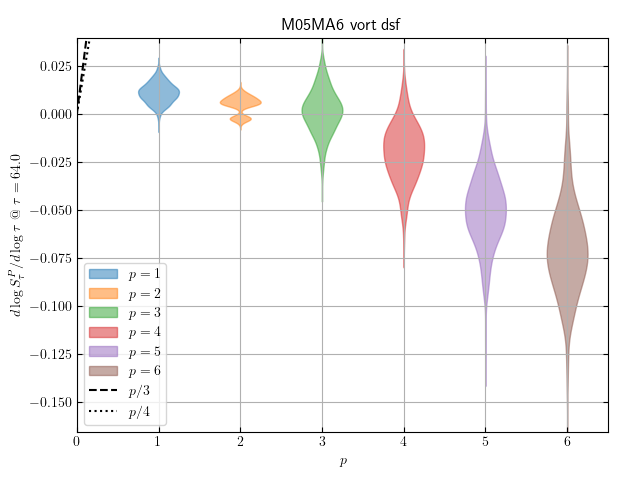 M05MA6 vort dsf
d log S_τ^P / d log τ @ τ = 64.0
0.025
0.000
−0.025
−0.050
−0.075
−0.100
−0.125
−0.150
p = 1
p = 2
p = 3
p = 4
p = 5
p = 6
p/3
p/4
0 1 2 3 4 5 6
p